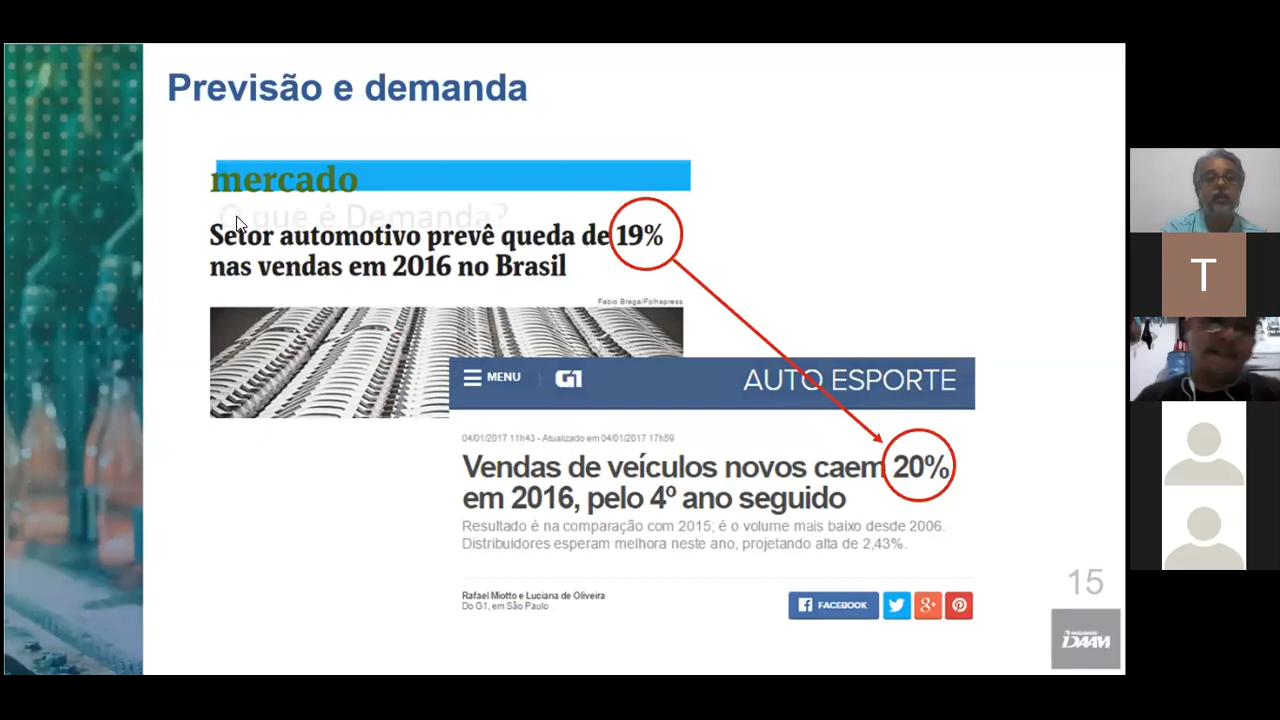 Previsão e demanda
mercado
O que é Demanda?
Setor automotivo prevê queda de 19%
nas vendas em 2016 no Brasil
Fabio Braga/Folhapress
MENU
G1
AUTO ESPORTE
04/01/2017 11h43 - Atualizado em 04/01/2017 17h59
Vendas de veículos novos caem 20%
em 2016, pelo 4º ano seguido
Resultado é na comparação com 2015; é o volume mais baixo desde 2006.
Distribuidores esperam melhora neste ano, projetando alta de 2,43%.
Rafael Miotto e Luciana de Oliveira
Do G1, em São Paulo
FACEBOOK
15
T